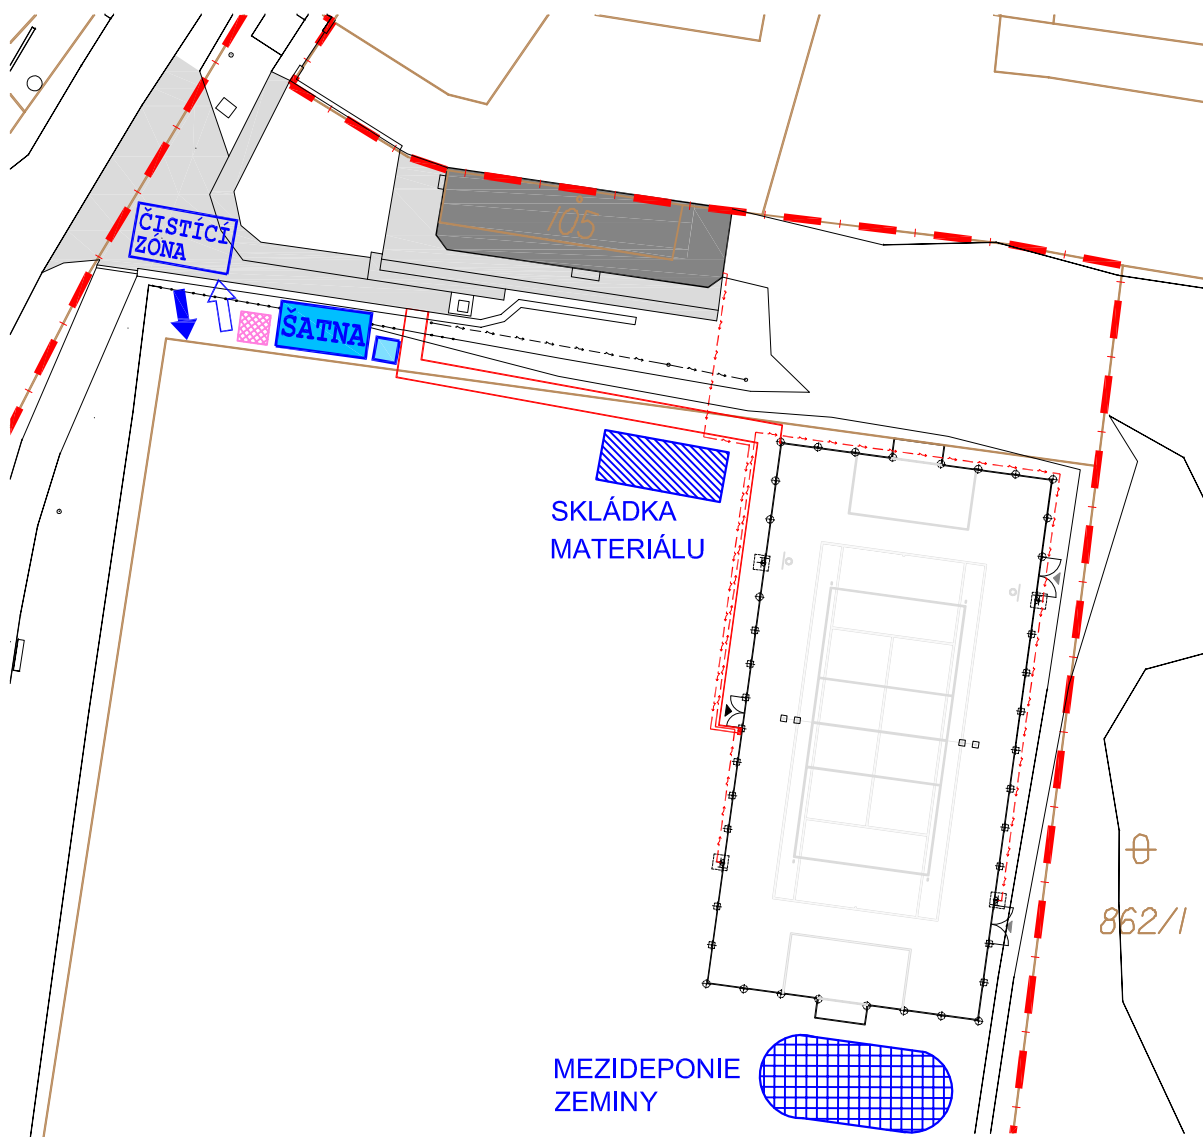 105
ČISTÍCÍ
ZÓNA
ŠATNA
SKLÁDKA
MATERIÁLU
862/1
MEZIDEPONIE
ZEMINY